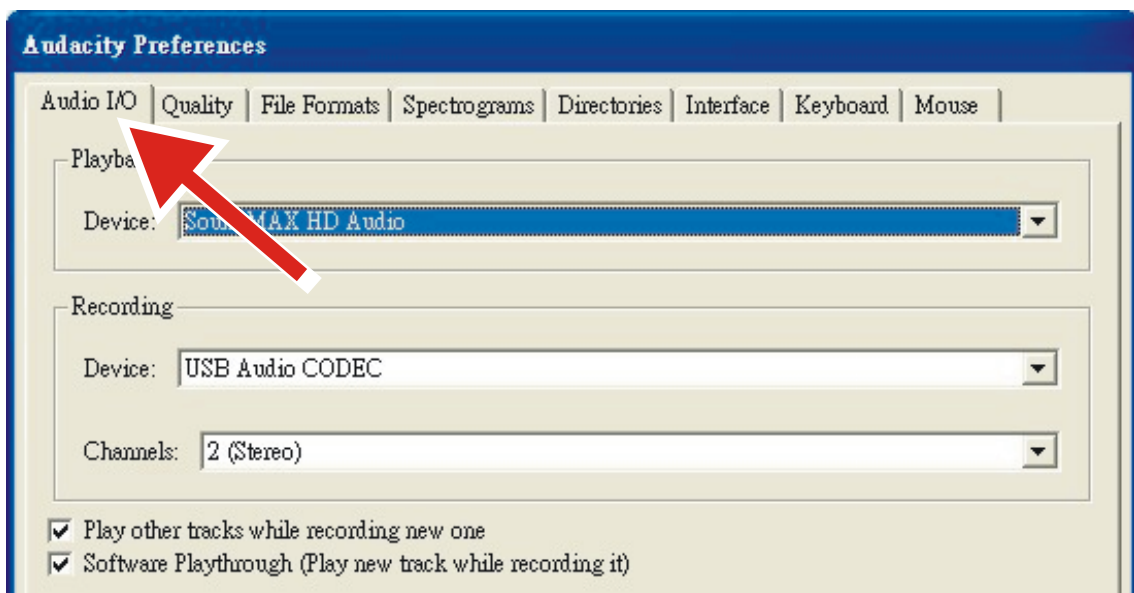 Audacity Preferences
Audio I/O Quality File Formats Spectrograms Directories Interface Keyboard Mouse
Device: MAX HD Audio
Recording
Device: USB Audio CODEC
Channels: 2 (Stereo)
Play other tracks while recording new one
Software Playthrough (Play new track while recording it)